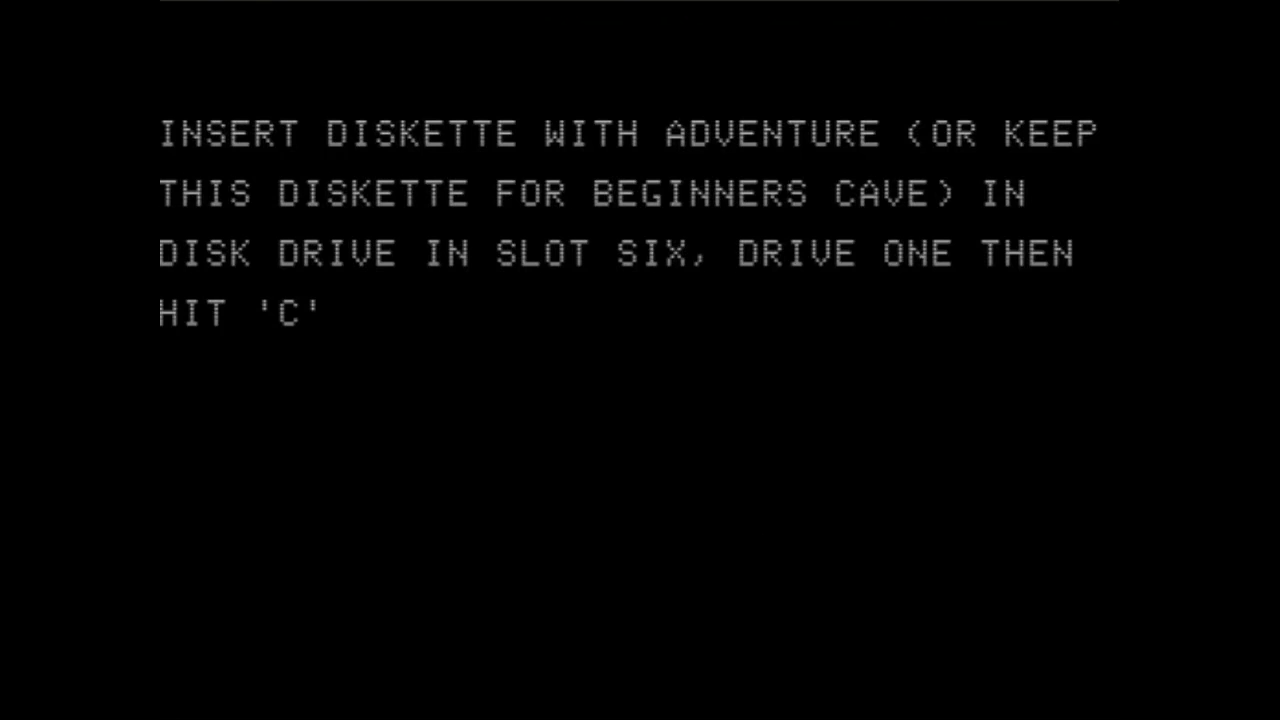 INSERT DISKETTE WITH ADVENTURE (OR KEEP
THIS DISKETTE FOR BEGINNERS CAVE) IN
DISK DRIVE IN SLOT SIX, DRIVE ONE THEN
HIT 'C'